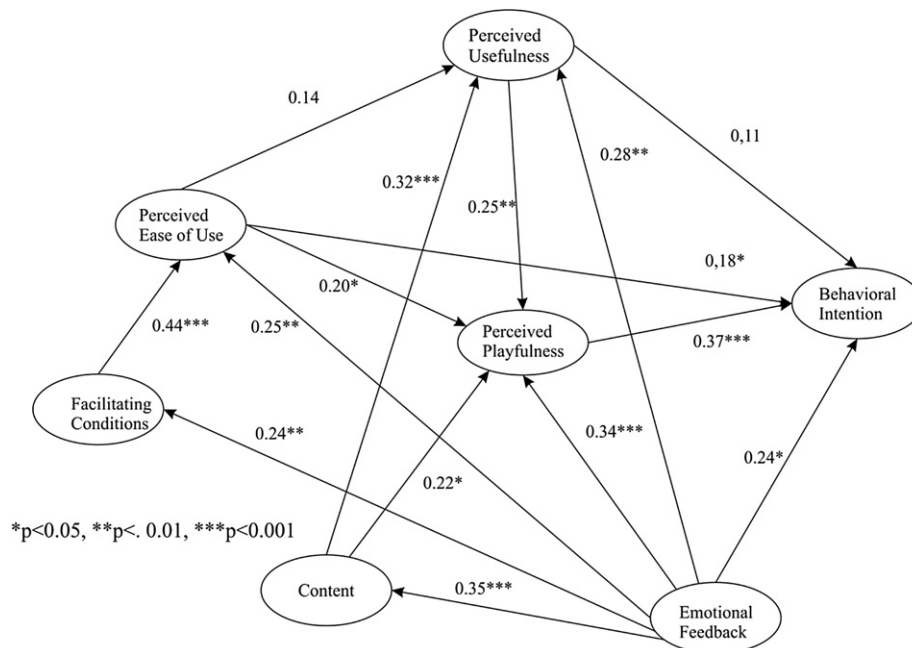 Perceived
Usefulness
0.14
0,11
0.28**
0.32***
0.25**
Perceived
Ease of Use
0,18*
Behavioral
Intention
0.20*
0.44***
0.25**
Perceived
Playfulness
0.37***
Facilitating
Conditions
0.24**
0.34***
0.24*
0.22*
*p<0.05, **p<. 0.01, ***p<0.001
Content
0.35***
Emotional
Feedback